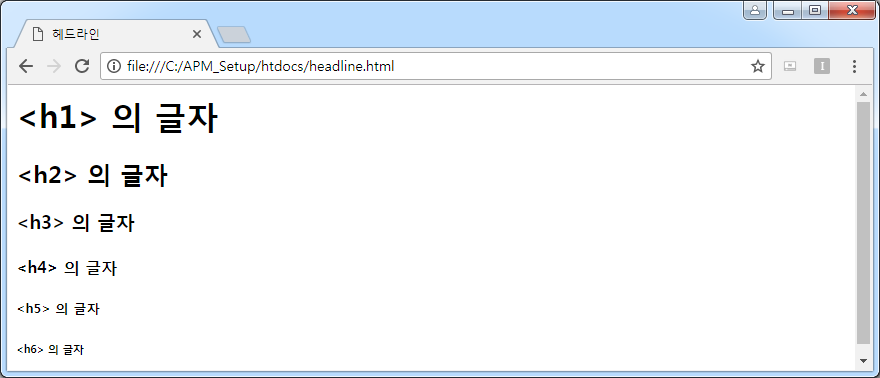 헤드라인
file:///C:/APM_Setup/htdocs/headline.html
<h1> 의 글자
<h2> 의 글자
<h3> 의 글자
<h4> 의 글자
<h5> 의 글자
<h6> 의 글자